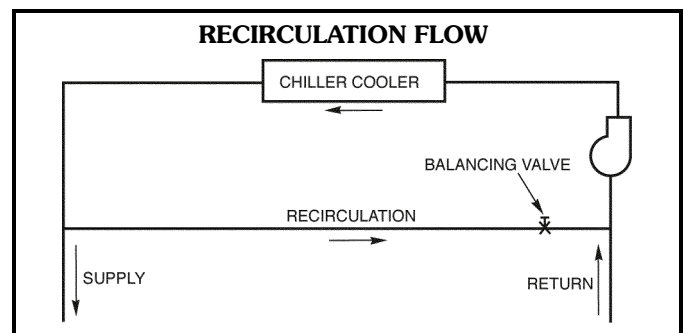 RECIRCULATION FLOW
CHILLER COOLER
BALANCING VALVE
RECIRCULATION
SUPPLY
RETURN